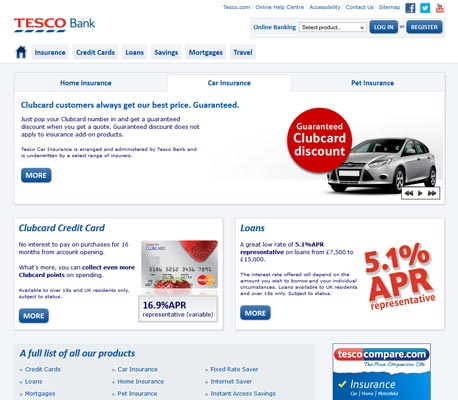 Tesco.com Online Help Centre Accessibility Contact Us Sitemap
TESCO Bank
Online Banking Select product... LOG IN or REGISTER
Insurance Credit Cards Loans Savings Mortgages Travel
Home Insurance Car Insurance Pet Insurance
Clubcard customers always get our best price. Guaranteed.
Just pop your Clubcard number in and get a guaranteed
discount when you get a quote. Guaranteed discount does not
apply to insurance add-on products.
Tesco Car Insurance is arranged and administered by Tesco Bank and
is underwritten by a select range of insurers.
MORE
Guaranteed
Clubcard
discount
Clubcard Credit Card
No interest to pay on purchases for 16
months from account opening.
What's more, you can collect even more
Clubcard points on spending.
Available to over 18s and UK residents only,
subject to status.
MORE
CLUBCARD
MasterCard
16.9%APR
representative (variable)
Loans
A great low rate of 5.1%APR
representative on loans from £7,500 to
£15,000.
The interest rate offered will depend on the
amount you wish to borrow and your individual
circumstances. Loans available to UK residents
and over 18s only. Subject to status.
MORE
5.1%
APR
representative
A full list of all our products
» Credit Cards
» Loans
» Mortgages
» Car Insurance
» Home Insurance
» Pet Insurance
» Fixed Rate Saver
» Internet Saver
» Instant Access Savings
tescocompare.com
The Price Comparison Site
Insurance
Car | Home | Motorbike